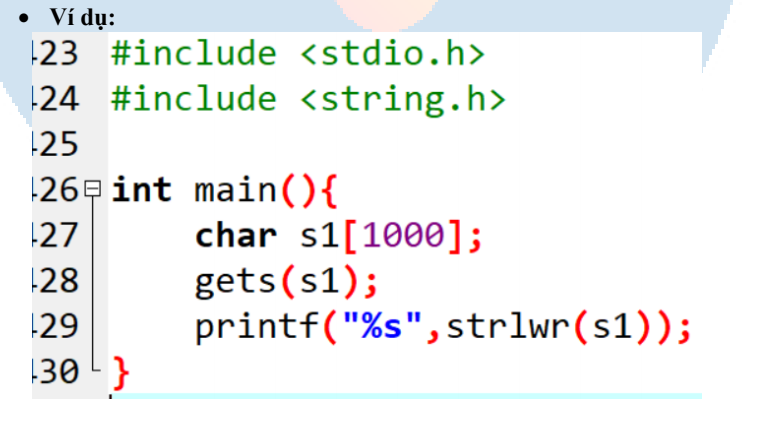 • Ví dụ:
423 #include <stdio.h>
424 #include <string.h>
425
426 int main(){
427 char s1[1000];
428 gets(s1);
429 printf("%s",strlwr(s1));
430 }